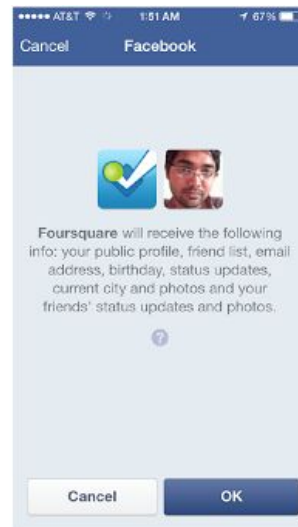 AT&T 1:51 AM 67%
Cancel Facebook
Foursquare will receive the following
info: your public profile, friend list, email
address, birthday, status updates,
current city and photos and your
friends' status updates and photos.
?
Cancel OK